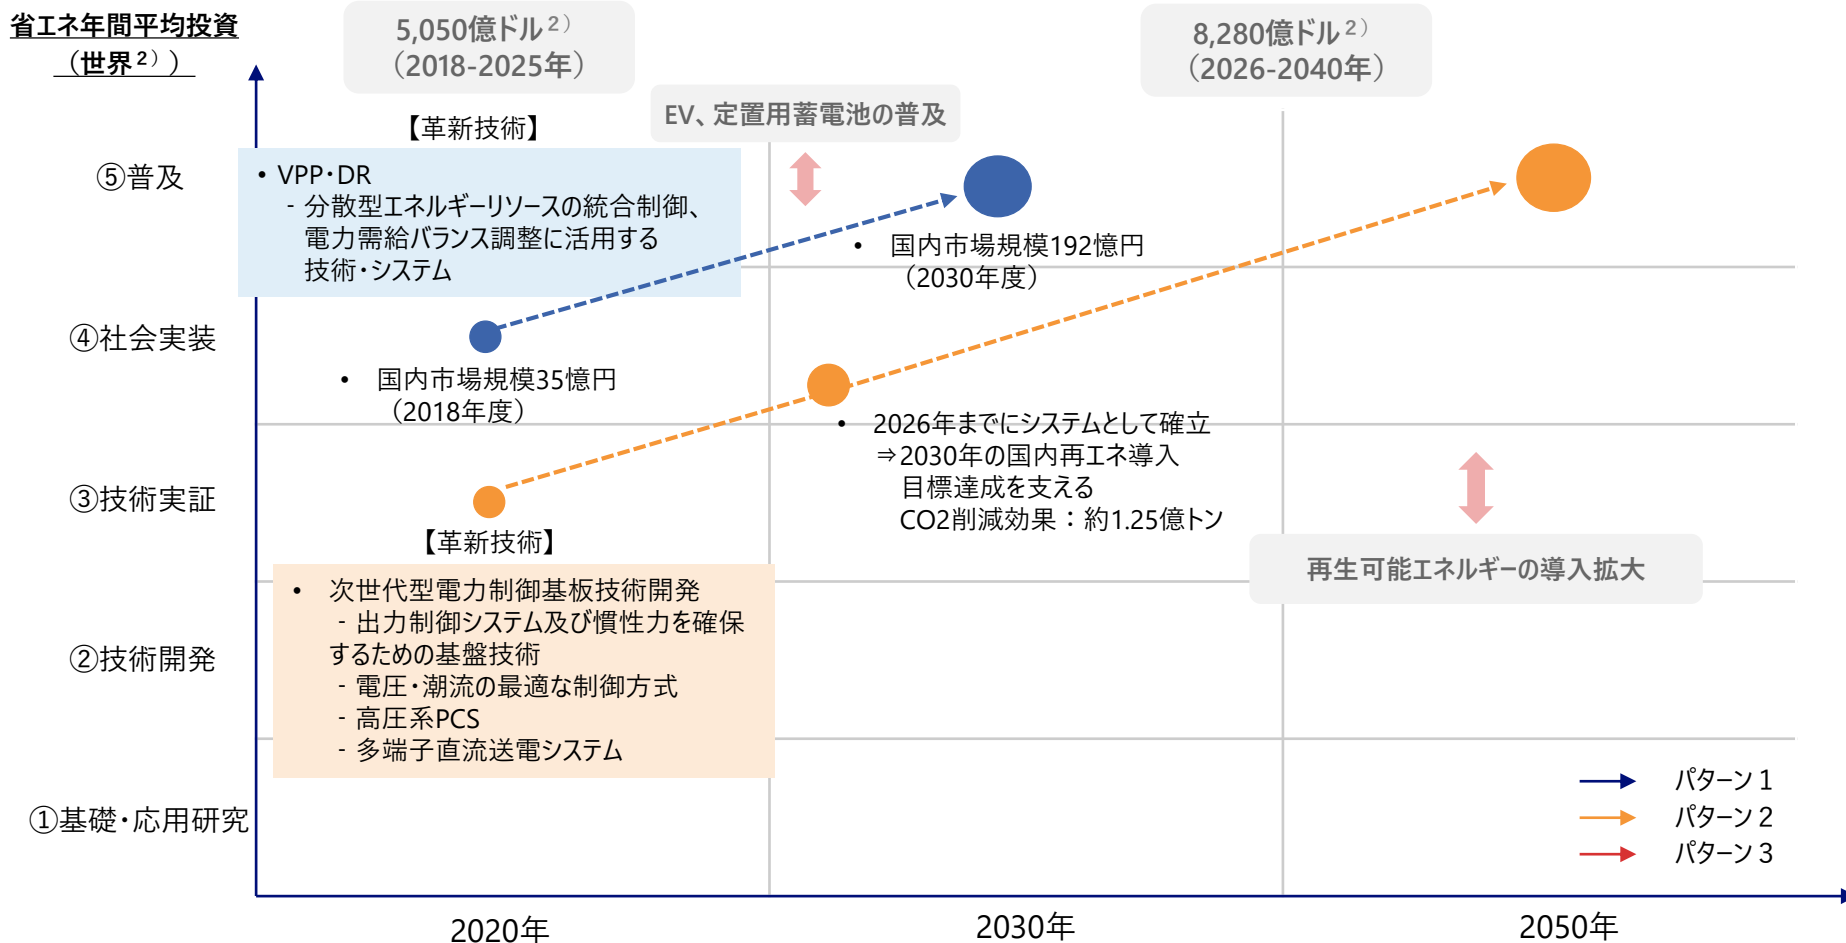 省エネ年間平均投資
（世界２））
5,050億ドル２）
（2018-2025年）
8,280億ドル２）
（2026-2040年）
EV、定置用蓄電池の普及
【革新技術】
⑤普及
• VPP・DR
- 分散型エネルギーリソースの統合制御、
電力需給バランス調整に活用する
技術・システム
• 国内市場規模192憶円
（2030年度）
④社会実装
• 国内市場規模35憶円
（2018年度）
• 2026年までにシステムとして確立
⇒2030年の国内再エネ導入
目標達成を支える
CO2削減効果：約1.25億トン
③技術実証
【革新技術】
再生可能エネルギーの導入拡大
• 次世代型電力制御基板技術開発
- 出力制御システム及び慣性力を確保
するための基盤技術
- 電圧・潮流の最適な制御方式
- 高圧系PCS
- 多端子直流送電システム
②技術開発
①基礎・応用研究
パターン１
パターン２
パターン３
2020年
2030年
2050年